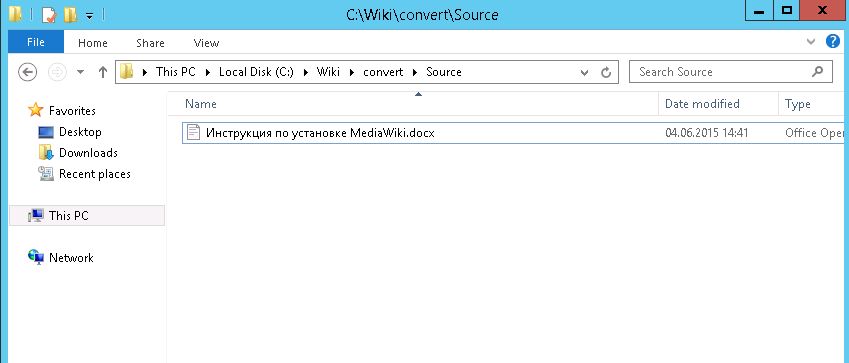 C:\Wiki\convert\Source
File Home Share View
This PC Local Disk (C:) Wiki convert Source Search Source
Name Date modified Type
Favorites
Desktop
Downloads
Recent places
This PC
Network
Инструкция по установке MediaWiki.docx 04.06.2015 14:41 Office Ope